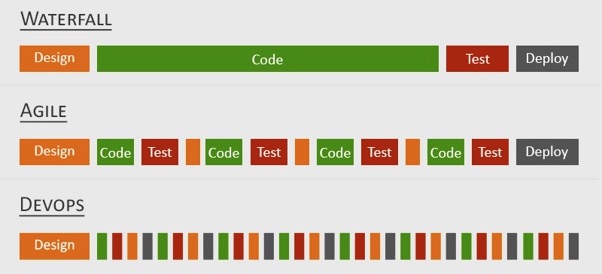 WATERFALL
Design Code Test Deploy
AGILE
Design Code Test Code Test Code Test Code Test Deploy
DEVOPS
Design